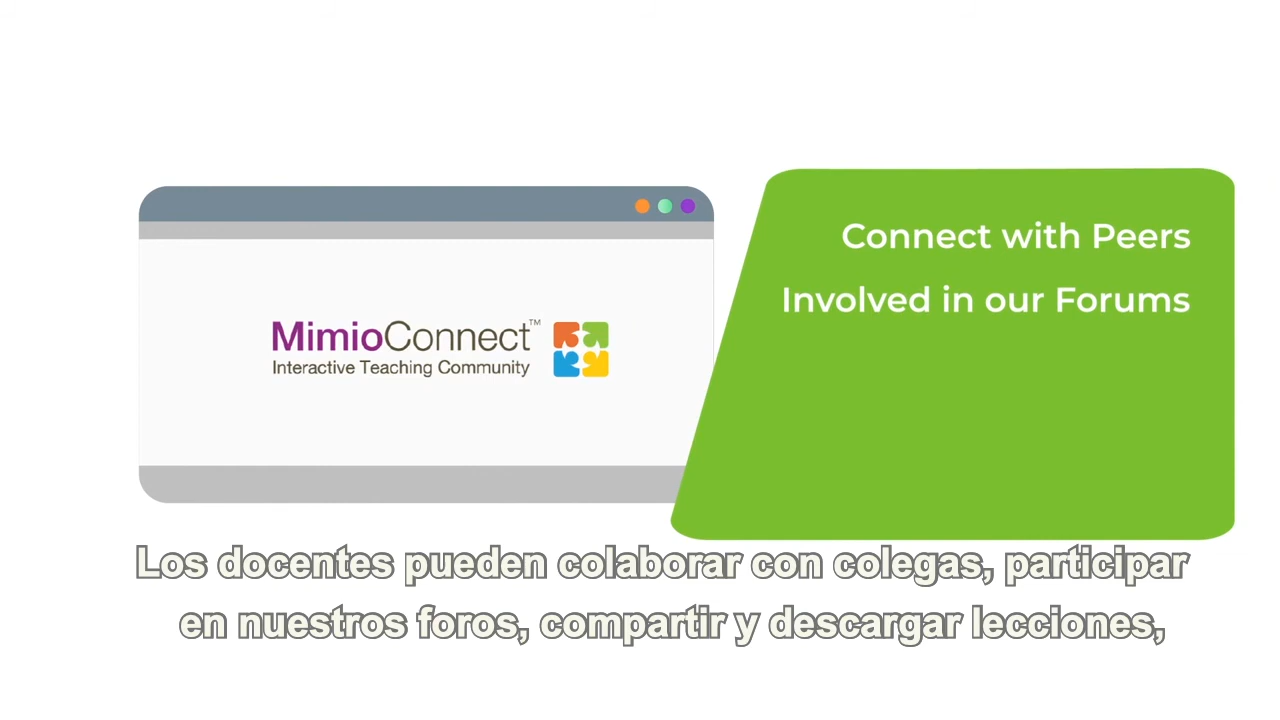 Connect with Peers
Involved in our Forums
MimioConnect™
Interactive Teaching Community
Los docentes pueden colaborar con colegas, participar
en nuestros foros, compartir y descargar lecciones,